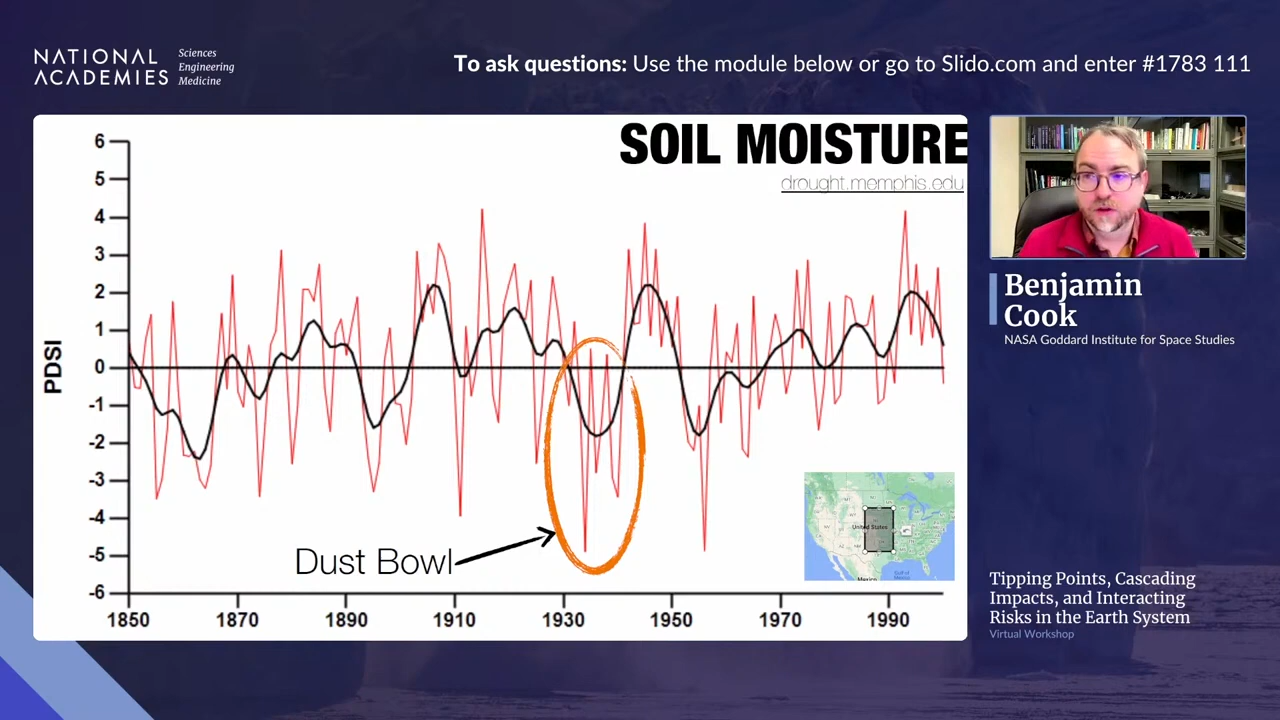 NATIONAL
ACADEMIES
Sciences
Engineering
Medicine
To ask questions: Use the module below or go to Slido.com and enter #1783 111
SOIL MOISTURE
drought.memphis.edu
6
5
4
3
2
1
0
-1
-2
-3
-4
-5
-6
PDSI
Dust Bowl
1850
1870
1890
1910
1930
1950
1970
1990
United States
Mexico
Benjamin
Cook
NASA Goddard Institute for Space Studies
Tipping Points, Cascading
Impacts, and Interacting
Risks in the Earth System
Virtual Workshop